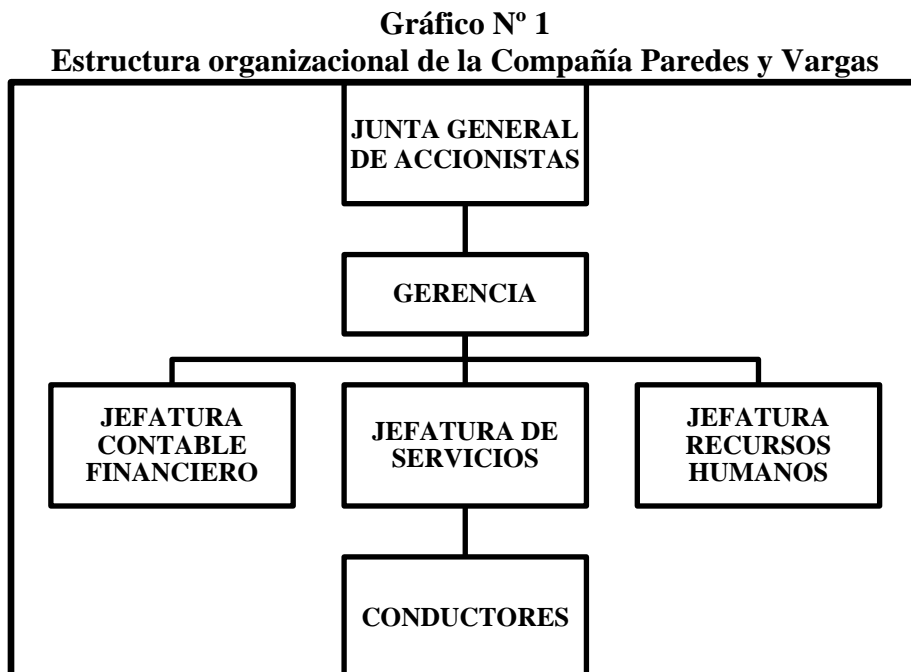 Gráfico Nº 1
Estructura organizacional de la Compañía Paredes y Vargas
JUNTA GENERAL
DE ACCIONISTAS
GERENCIA
JEFATURA
CONTABLE
FINANCIERO
JEFATURA DE
SERVICIOS
JEFATURA
RECURSOS
HUMANOS
CONDUCTORES